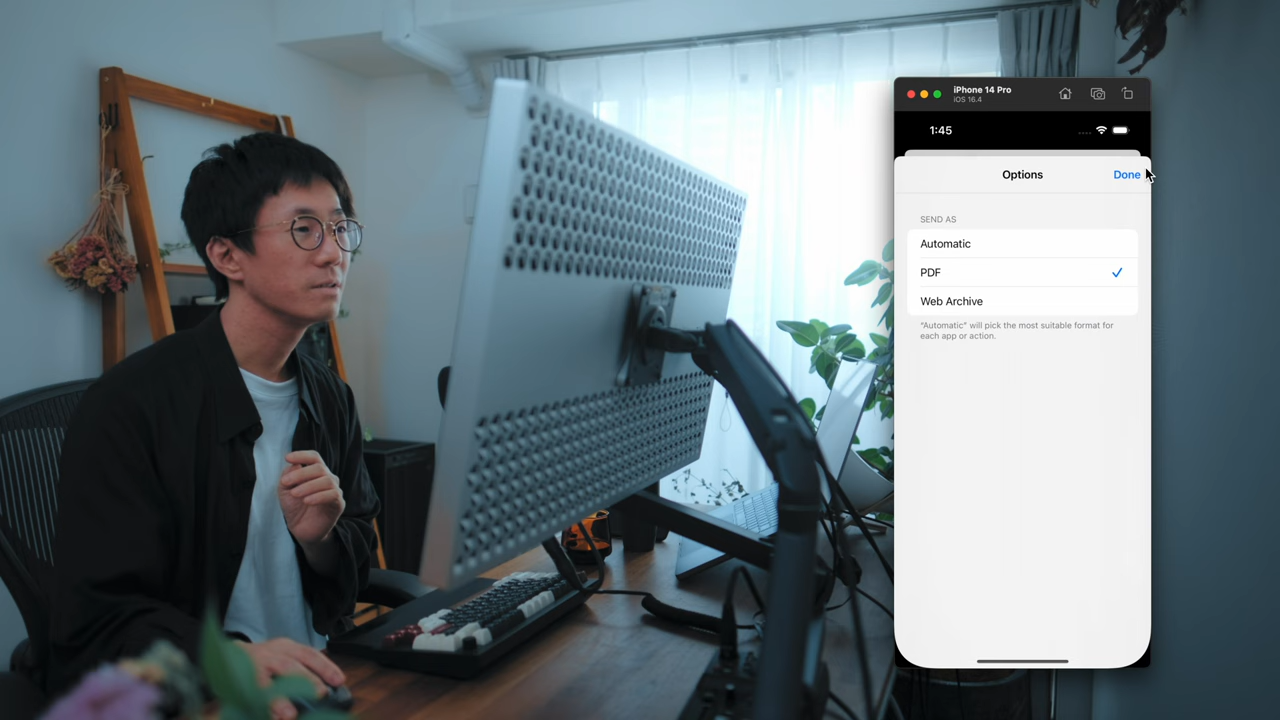 iPhone 14 Pro
iOS 16.4
1:45
Options
Done
SEND AS
Automatic
PDF
Web Archive
"Automatic" will pick the most suitable format for
each app or action.